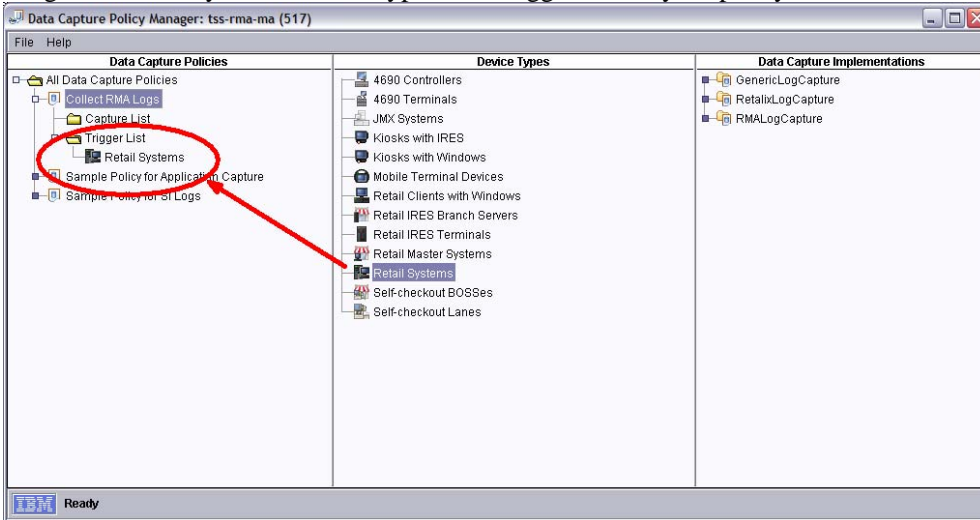 Data Capture Policy Manager: tss-rma-ma (517)
File Help
Data Capture Policies
All Data Capture Policies
Collect RMA Logs
Capture List
Trigger List
Retail Systems
Sample Policy for Application Capture
Sample Policy for SI Logs
Device Types
4690 Controllers
4690 Terminals
JMX Systems
Kiosks with IRES
Kiosks with Windows
Mobile Terminal Devices
Retail Clients with Windows
Retail IRES Branch Servers
Retail IRES Terminals
Retail Master Systems
Retail Systems
Self-checkout BOSSes
Self-checkout Lanes
Data Capture Implementations
GenericLogCapture
RetalixLogCapture
RMALogCapture
IBM Ready